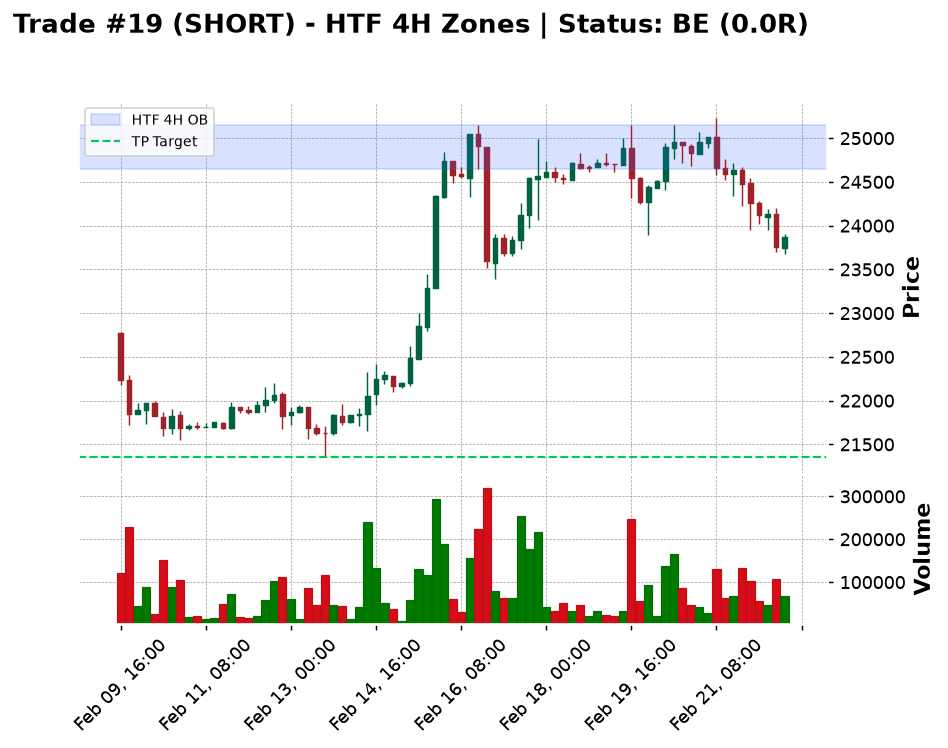 Trade #19 (SHORT) - HTF 4H Zones | Status: BE (0.0R)
HTF 4H OB
TP Target
25000
24500
24000
23500
23000
22500
22000
21500
Price
300000
200000
100000
Volume
Feb 09, 16:00
Feb 11, 08:00
Feb 13, 00:00
Feb 14, 16:00
Feb 16, 08:00
Feb 18, 00:00
Feb 19, 16:00
Feb 21, 08:00